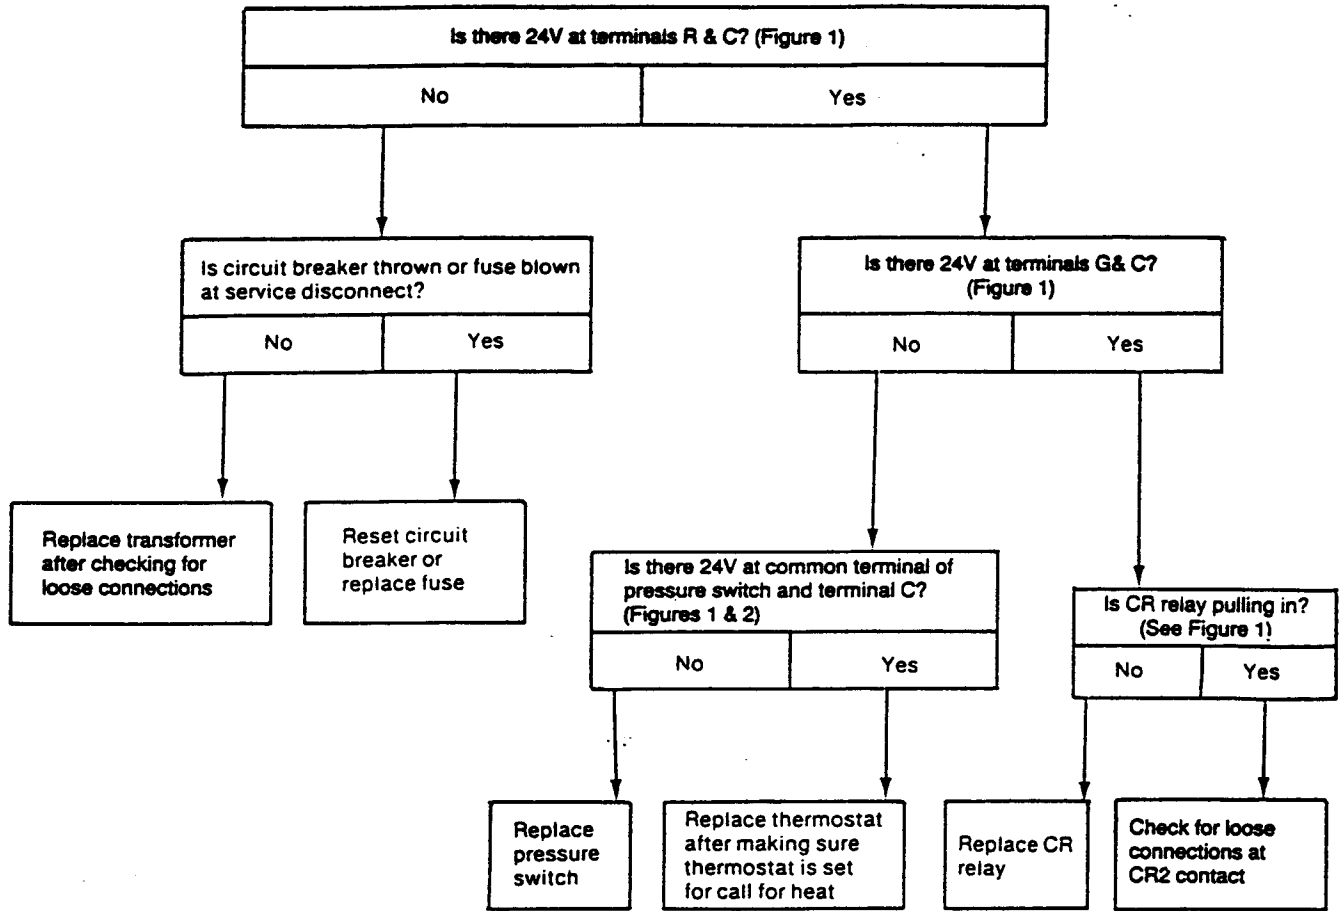 Is there 24V at terminals R & C? (Figure 1)
No
Yes
Is circuit breaker thrown or fuse blown
at service disconnect?
No
Yes
Is there 24V at terminals G& C?
(Figure 1)
No
Yes
Replace transformer
after checking for
loose connections
Reset circuit
breaker or
replace fuse
Is there 24V at common terminal of
pressure switch and terminal C?
(Figures 1 & 2)
No
Yes
Is CR relay pulling in?
(See Figure 1)
No
Yes
Replace
pressure
switch
Replace thermostat
after making sure
thermostat is set
for call for heat
Replace CR
relay
Check for loose
connections at
CR2 contact